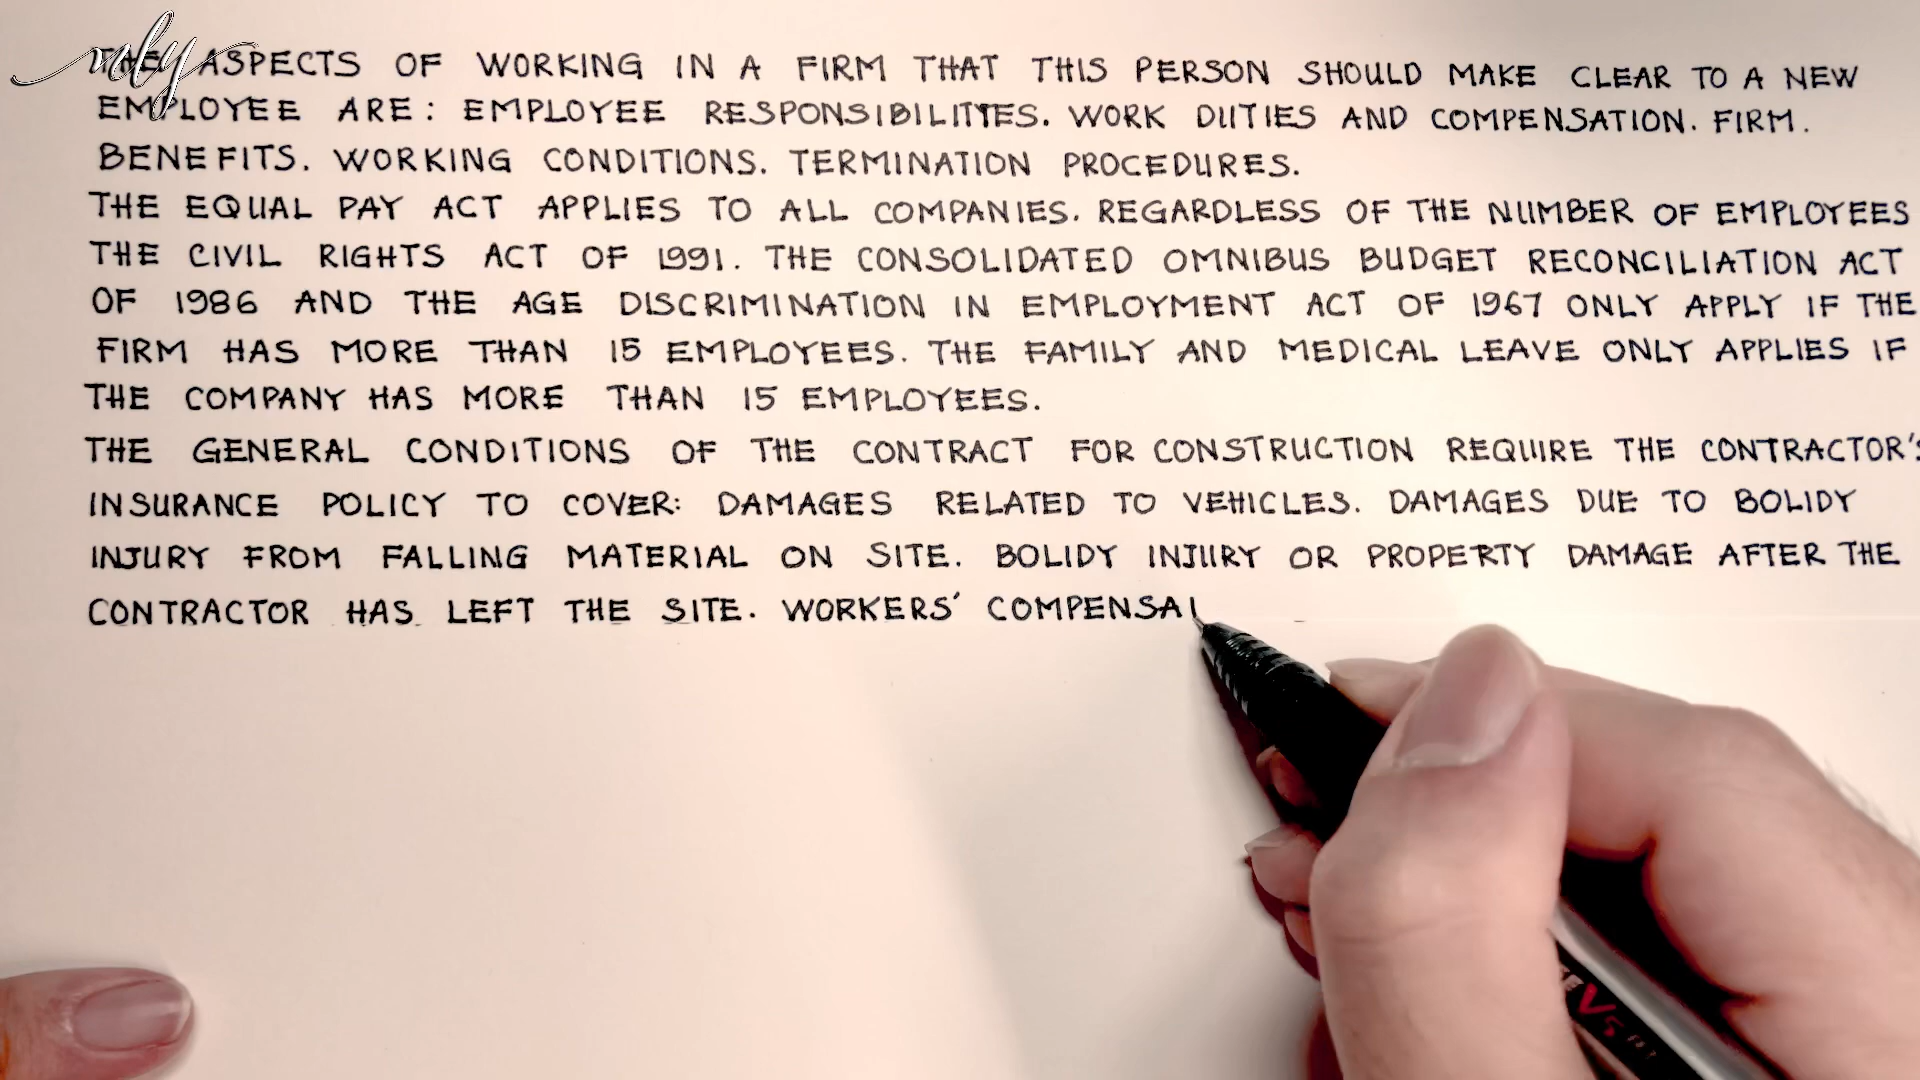 THE ASPECTS OF WORKING IN A FIRM THAT THIS PERSON SHOULD MAKE CLEAR TO A NEW
EMPLOYEE ARE: EMPLOYEE RESPONSIBILITIES. WORK DUTIES AND COMPENSATION. FIRM.
BENEFITS. WORKING CONDITIONS. TERMINATION PROCEDURES.
THE EQUAL PAY ACT APPLIES TO ALL COMPANIES. REGARDLESS OF THE NUMBER OF EMPLOYEES
THE CIVIL RIGHTS ACT OF 1991. THE CONSOLIDATED OMNIBUS BUDGET RECONCILIATION ACT
OF 1986 AND THE AGE DISCRIMINATION IN EMPLOYMENT ACT OF 1967 ONLY APPLY IF THE
FIRM HAS MORE THAN 15 EMPLOYEES. THE FAMILY AND MEDICAL LEAVE ONLY APPLIES IF
THE COMPANY HAS MORE THAN 15 EMPLOYEES.
THE GENERAL CONDITIONS OF THE CONTRACT FOR CONSTRUCTION REQUIRE THE CONTRACTOR'S
INSURANCE POLICY TO COVER: DAMAGES RELATED TO VEHICLES. DAMAGES DUE TO BOLIDY
INJURY FROM FALLING MATERIAL ON SITE. BOLIDY INJURY OR PROPERTY DAMAGE AFTER THE
CONTRACTOR HAS LEFT THE SITE. WORKERS' COMPENSAI